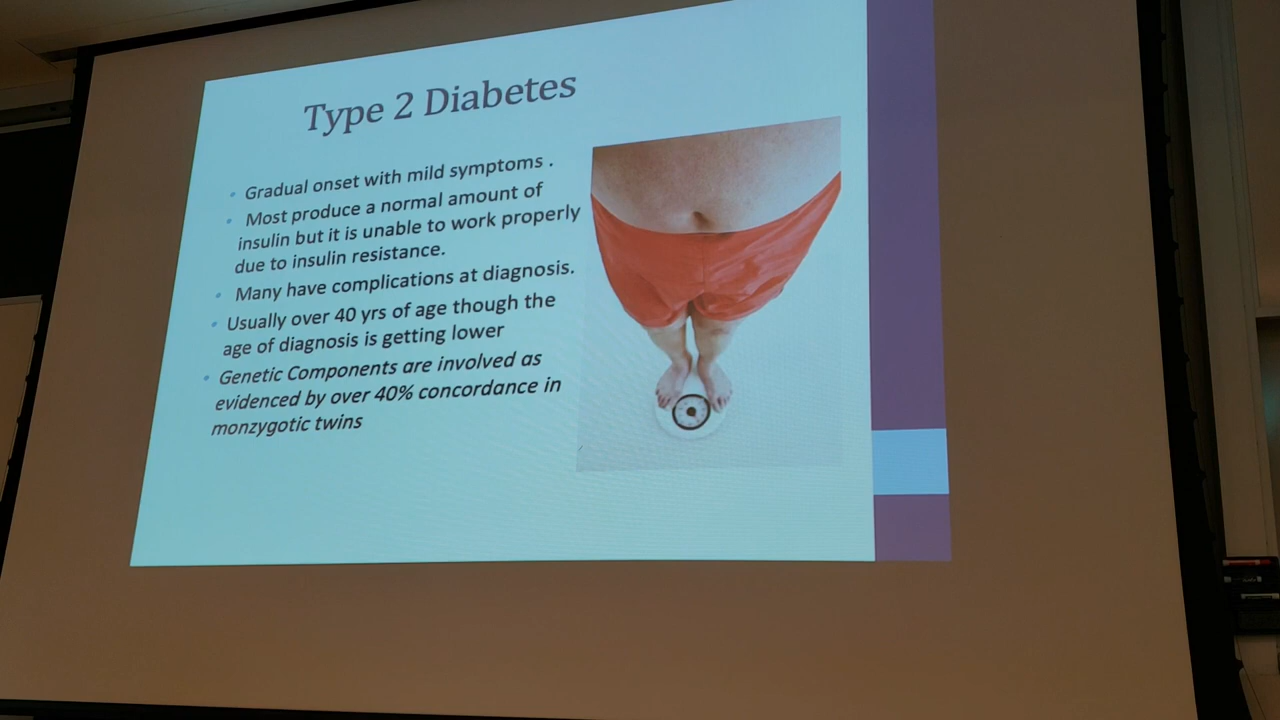 Type 2 Diabetes
• Gradual onset with mild symptoms .
• Most produce a normal amount of
insulin but it is unable to work properly
due to insulin resistance.
• Many have complications at diagnosis.
• Usually over 40 yrs of age though the
age of diagnosis is getting lower
• Genetic Components are involved as
evidenced by over 40% concordance in
monzygotic twins